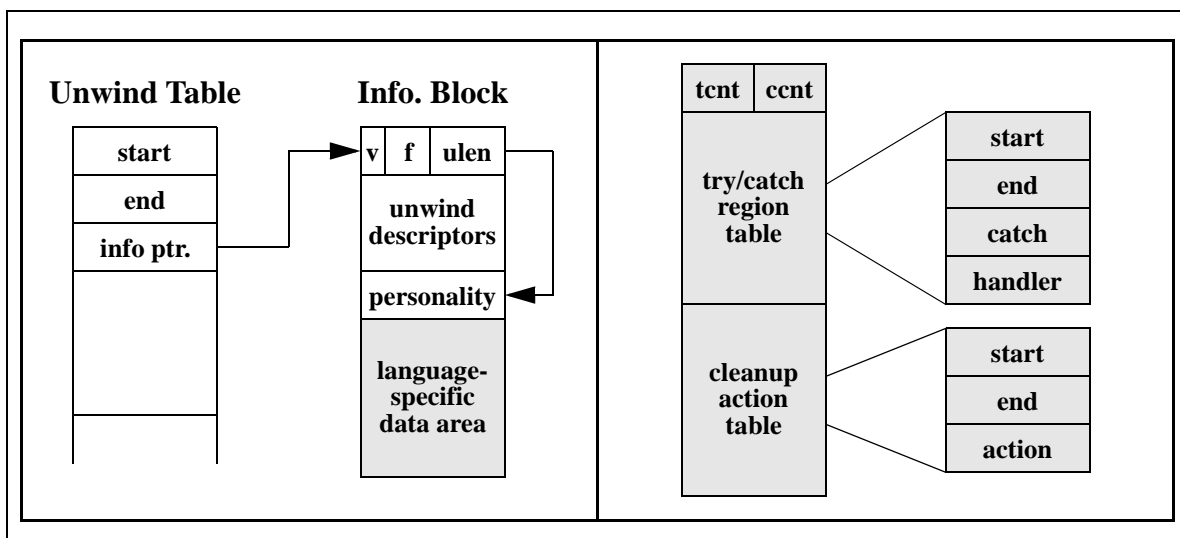 Unwind Table
start
end
info ptr.
Info. Block
v f ulen
unwind
descriptors
personality
language-
specific
data area
tcnt ccnt
try/catch
region
table
cleanup
action
table
start
end
catch
handler
start
end
action